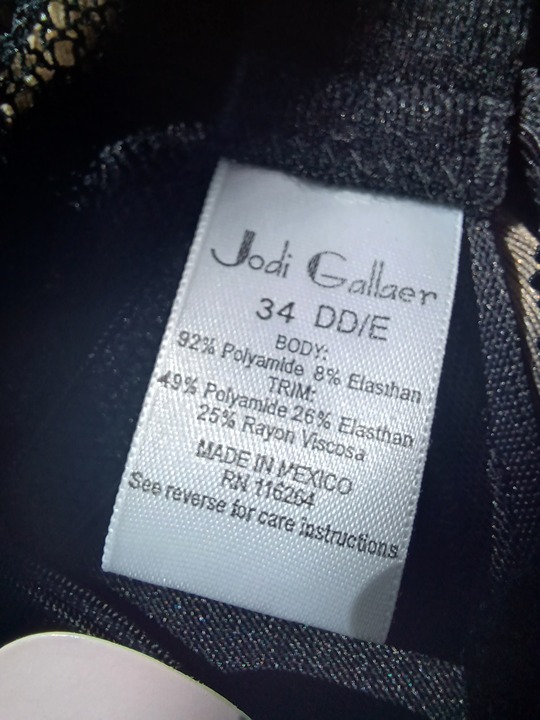 Jodi Gallaer
34 DD/E
BODY:
92% Polyamide 8% Elasthan
TRIM:
49% Polyamide 26% Elasthan
25% Rayon Viscosa
MADE IN MEXICO
RN 116264
See reverse for care instructions